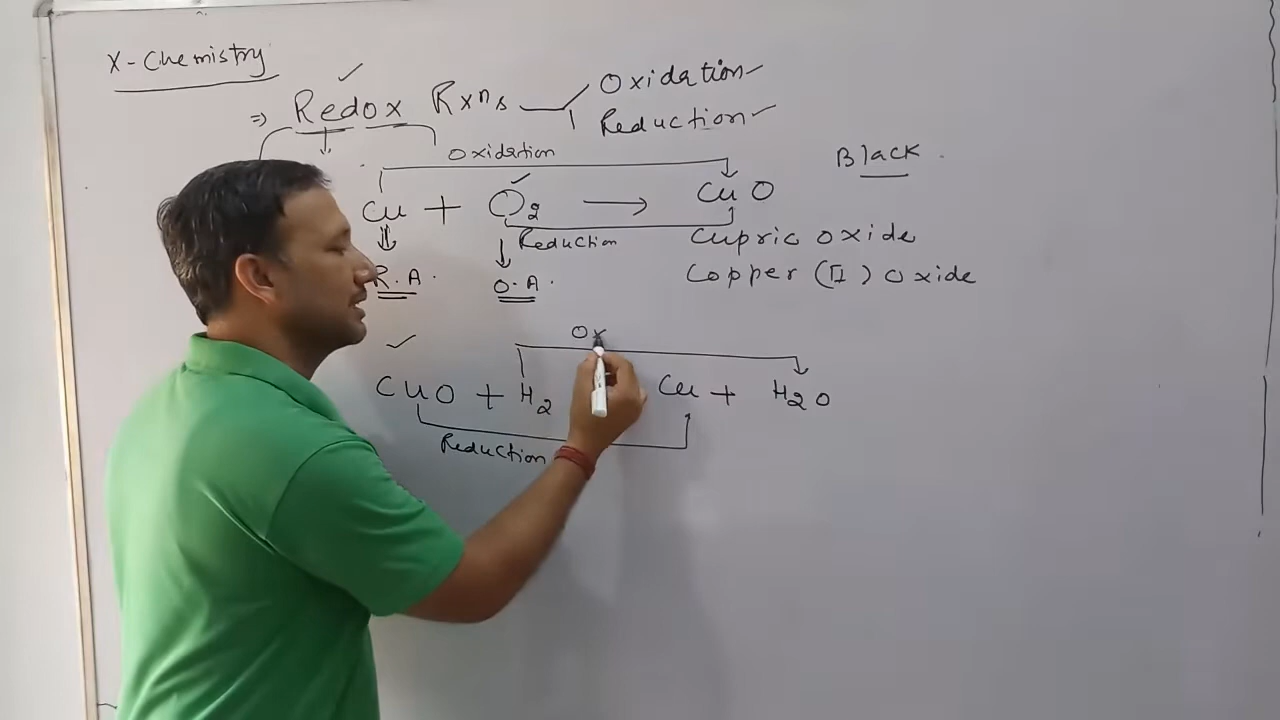 X-Chemistry
⇒ Redox Rxⁿs
Oxidation
Reduction
Oxidation
Black
Cu + O₂ → CuO
Reduction
Cupric oxide
R.A.
O.A.
Copper (II) Oxide
Ox
CuO + H₂ Cu + H₂O
Reduction